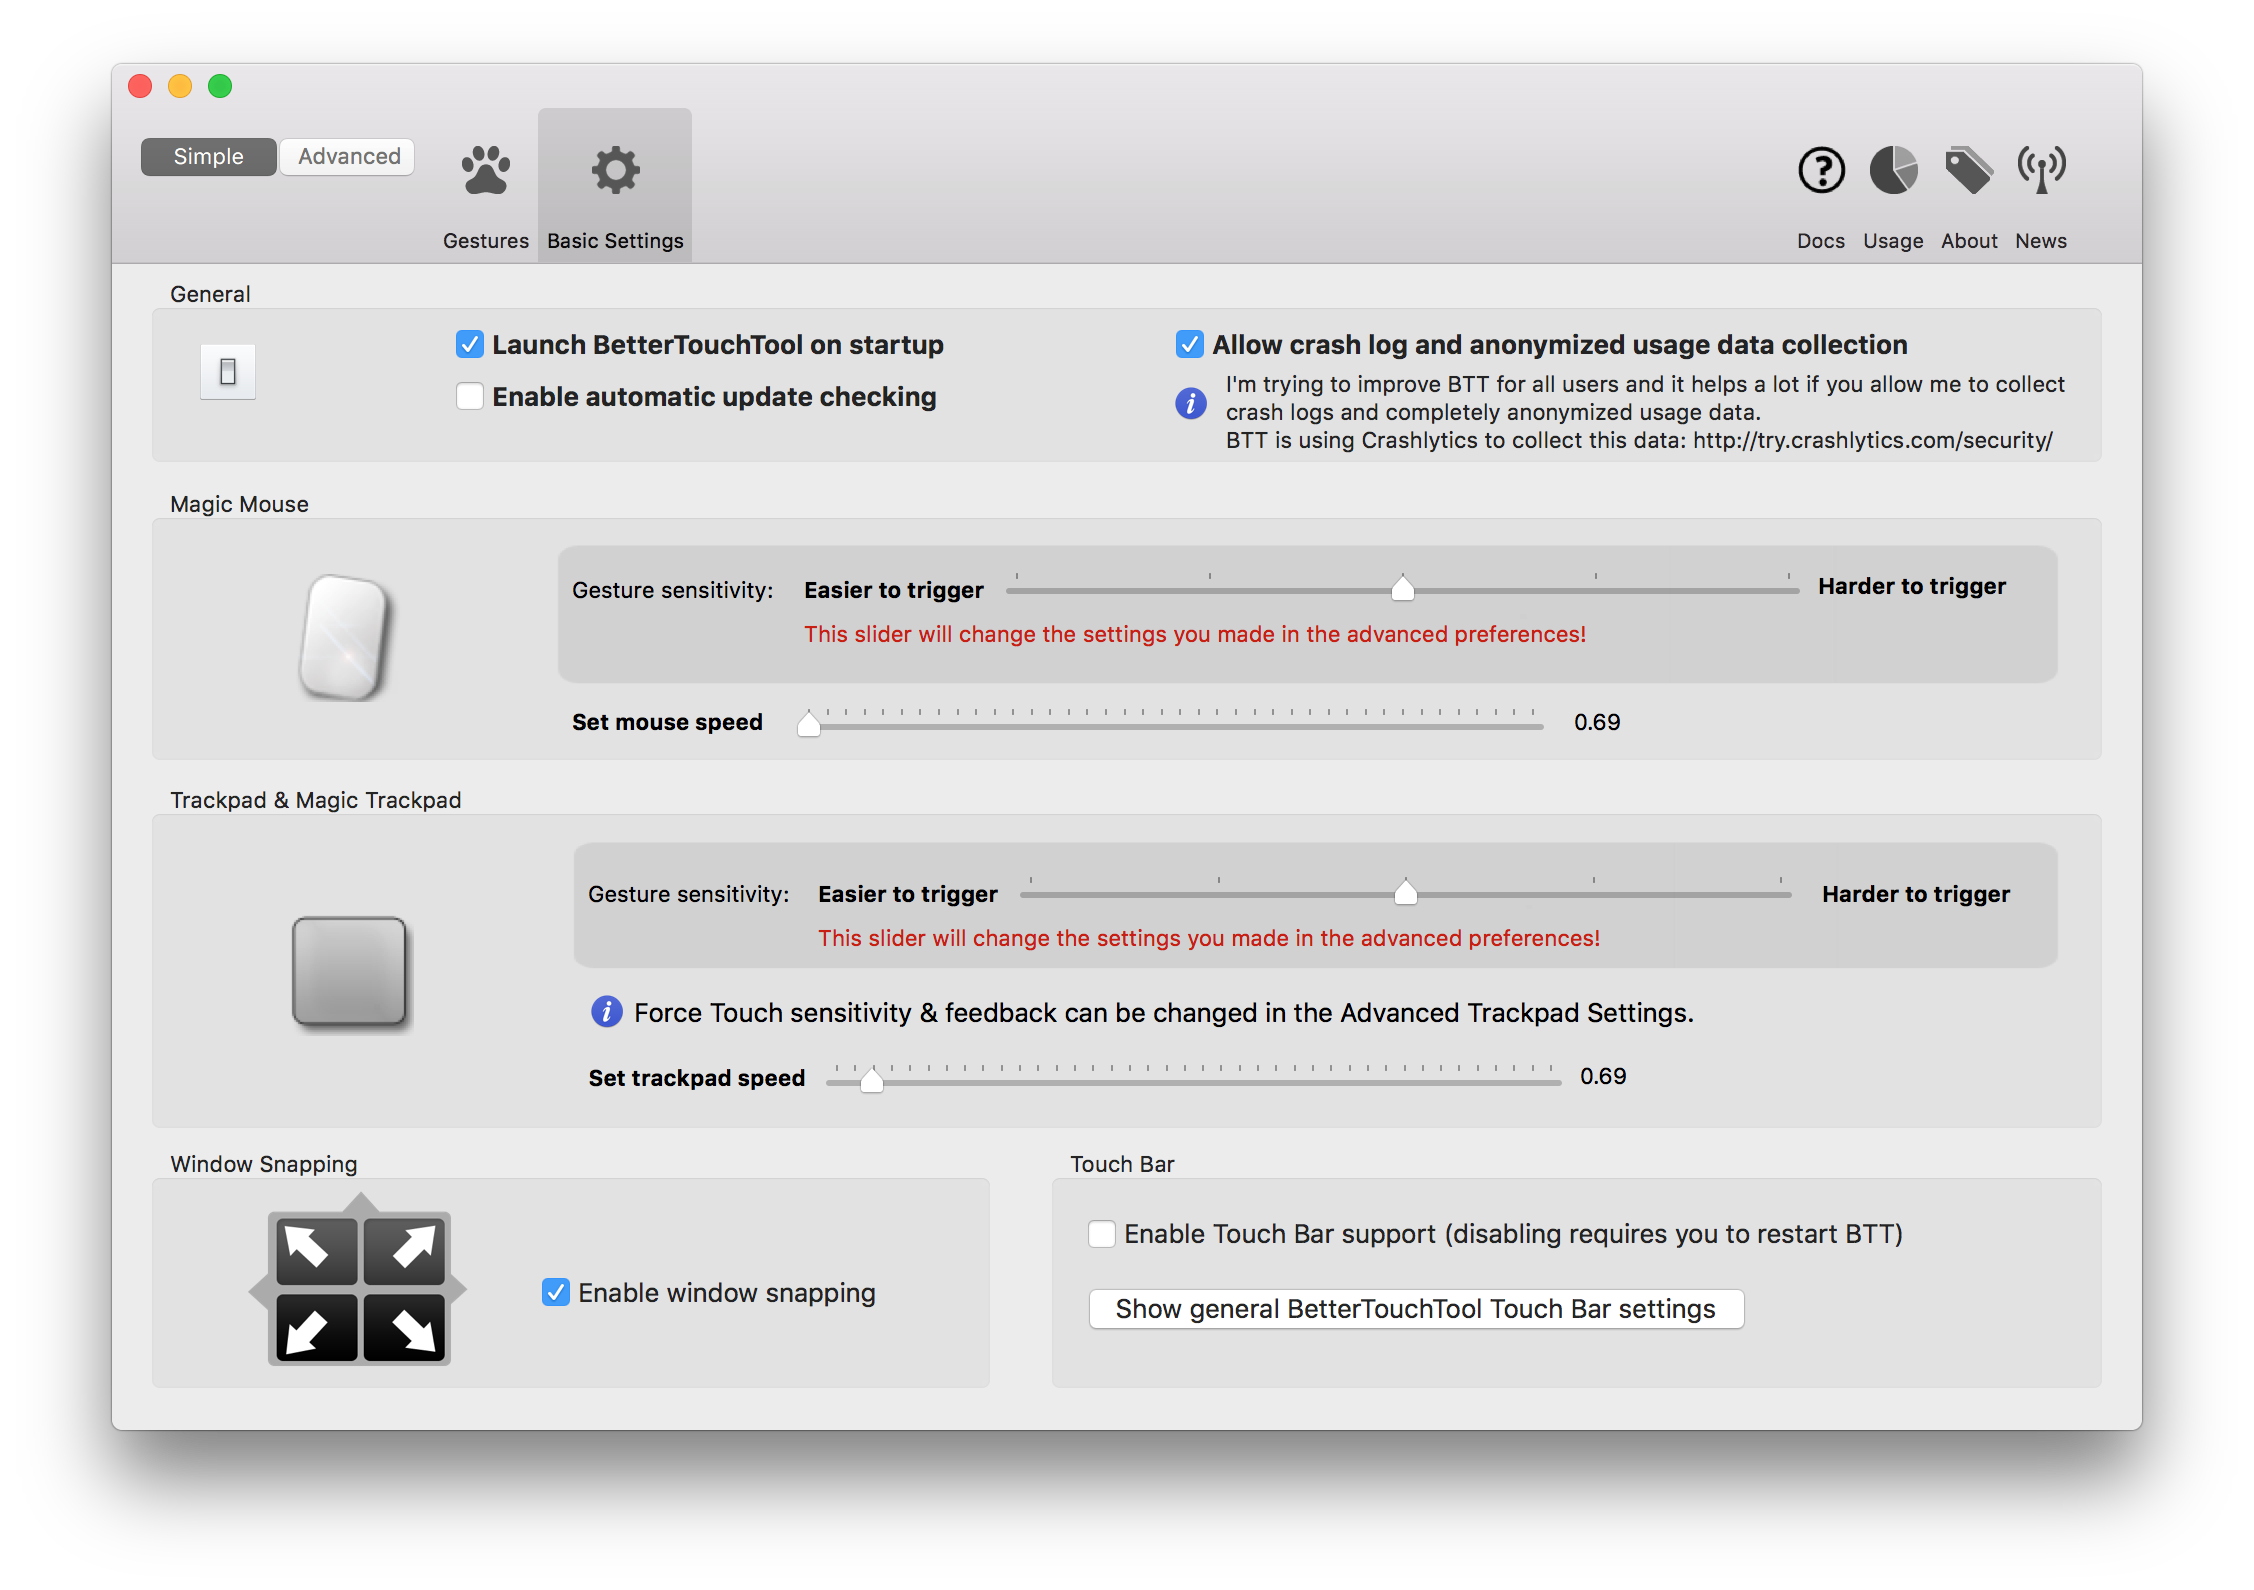 Simple
Advanced
Gestures
Basic Settings
Docs
Usage
About
News
General
Launch BetterTouchTool on startup
Enable automatic update checking
Allow crash log and anonymized usage data collection
I'm trying to improve BTT for all users and it helps a lot if you allow me to collect
crash logs and completely anonymized usage data.
BTT is using Crashlytics to collect this data: http://try.crashlytics.com/security/
Magic Mouse
Gesture sensitivity:
Easier to trigger
Harder to trigger
This slider will change the settings you made in the advanced preferences!
Set mouse speed
0.69
Trackpad & Magic Trackpad
Gesture sensitivity:
Easier to trigger
Harder to trigger
This slider will change the settings you made in the advanced preferences!
Force Touch sensitivity & feedback can be changed in the Advanced Trackpad Settings.
Set trackpad speed
0.69
Window Snapping
Enable window snapping
Touch Bar
Enable Touch Bar support (disabling requires you to restart BTT)
Show general BetterTouchTool Touch Bar settings